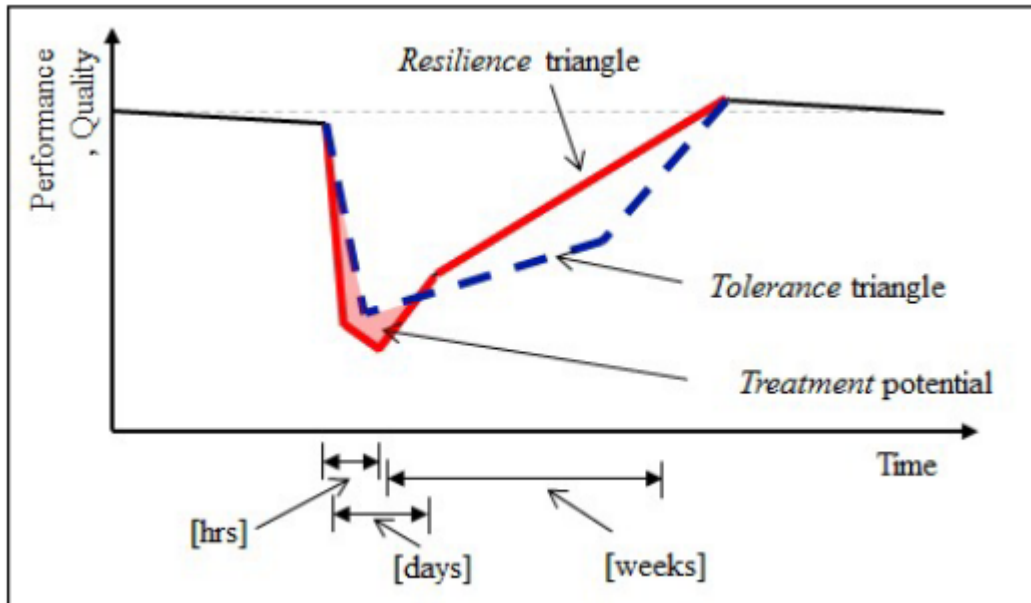 Performance
, Quality
Resilience triangle
Tolerance triangle
Treatment potential
Time
[hrs]
[days]
[weeks]